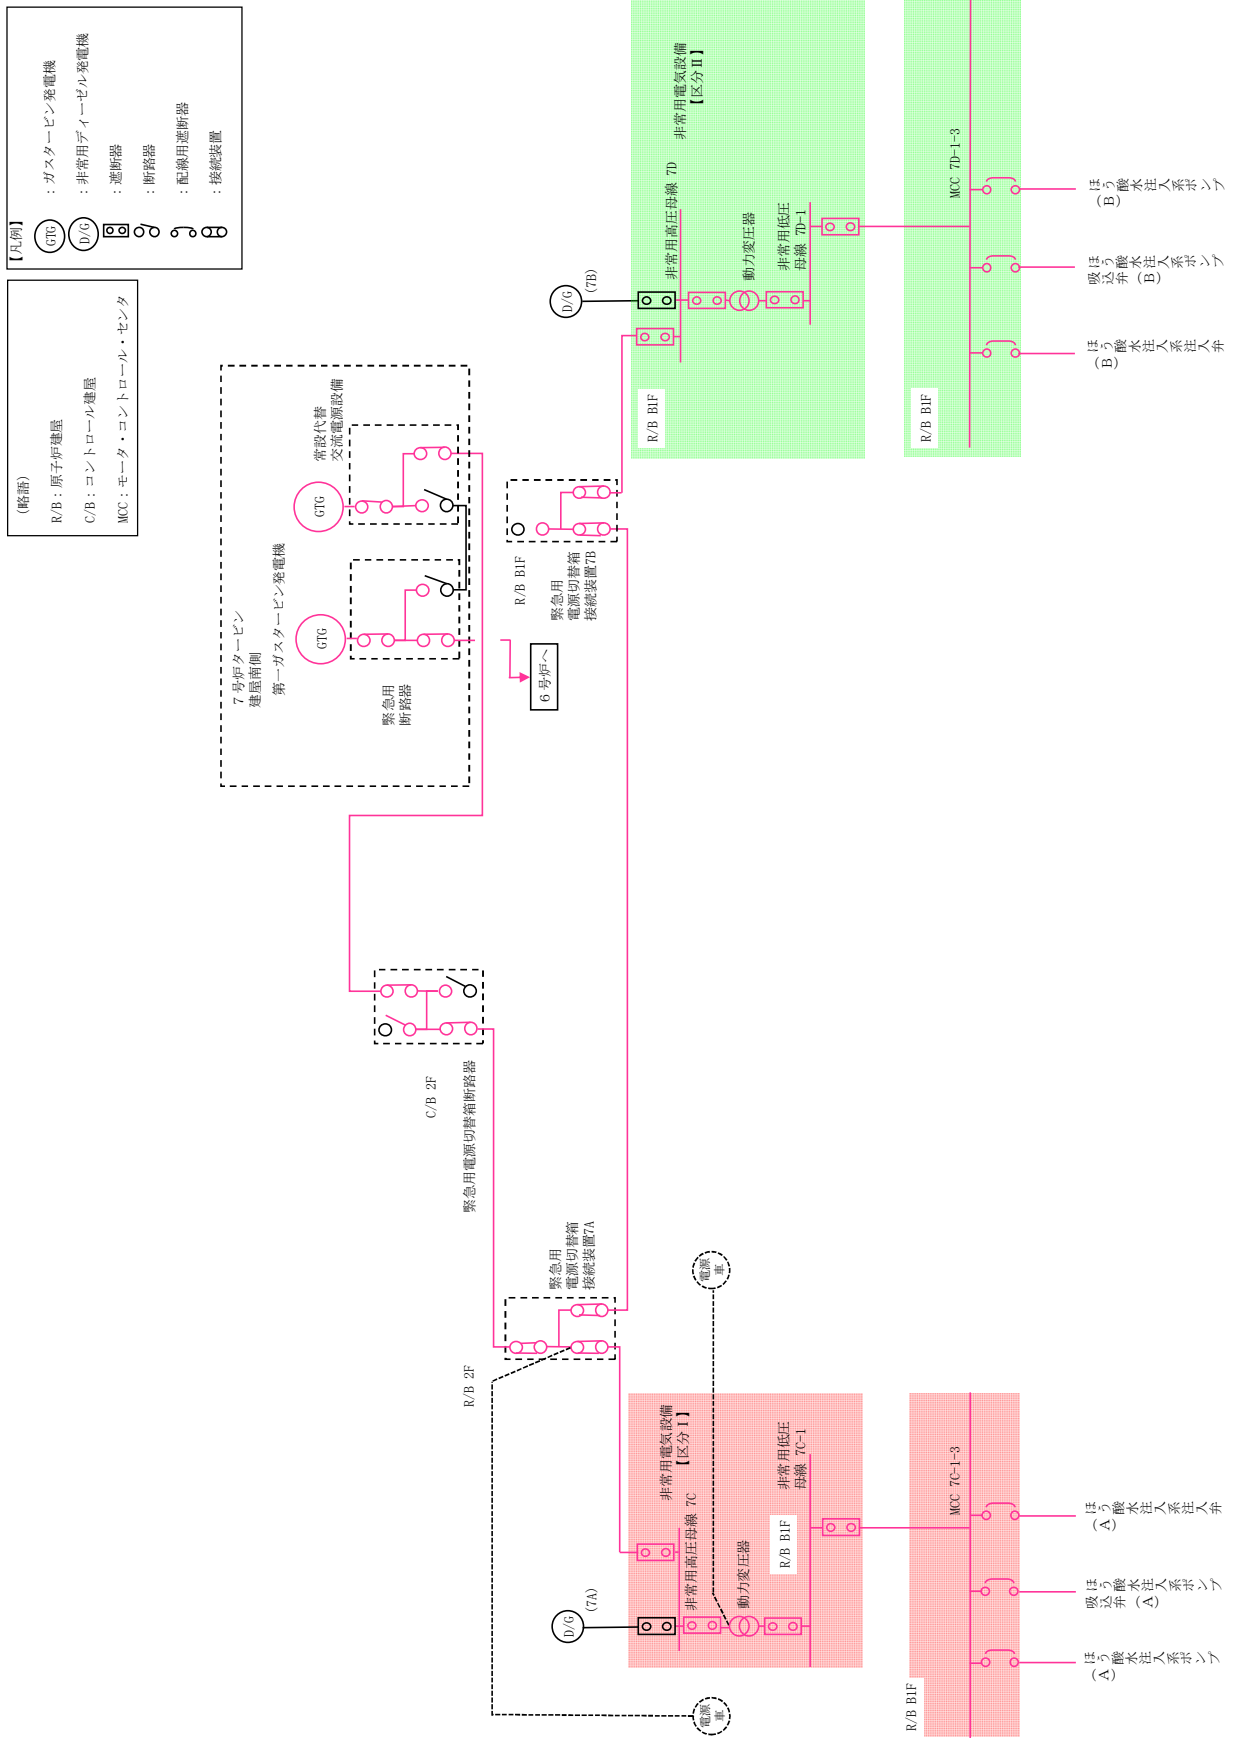 【凡例】
GTG
：ガスタービン発電機
D/G
：非常用ディーゼル発電機
：遮断器
：断路器
：配線用遮断器
：接続装置
(略語)
R/B：原子炉建屋
C/B：コントロール建屋
MCC：モータ・コントロール・センタ
7号炉タービン
建屋南側
第一ガスタービン発電機
常設代替
交流電源設備
GTG
GTG
緊急用
断路器
6号炉へ
C/B 2F
緊急用電源切替箱断路器
R/B B1F
緊急用
電源切替箱
接続装置7B
R/B 2F
緊急用
電源切替箱
接続装置7A
D/G
(7B)
非常用電気設備
【区分Ⅱ】
非常用高圧母線 7D
動力変圧器
非常用低圧
母線 7D-1
R/B B1F
MCC 7D-1-3
R/B B1F
ほう酸水注入系ポンプ
(B)
ほう酸水注入系ポンプ
吸込弁(B)
ほう酸水注入系注入弁
(B)
電源
車
電源
車
D/G
(7A)
非常用電気設備
【区分Ⅰ】
非常用高圧母線 7C
動力変圧器
非常用低圧
母線 7C-1
R/B B1F
MCC 7C-1-3
R/B B1F
ほう酸水注入系注入弁
(A)
ほう酸水注入系ポンプ
吸込弁(A)
ほう酸水注入系ポンプ
(A)